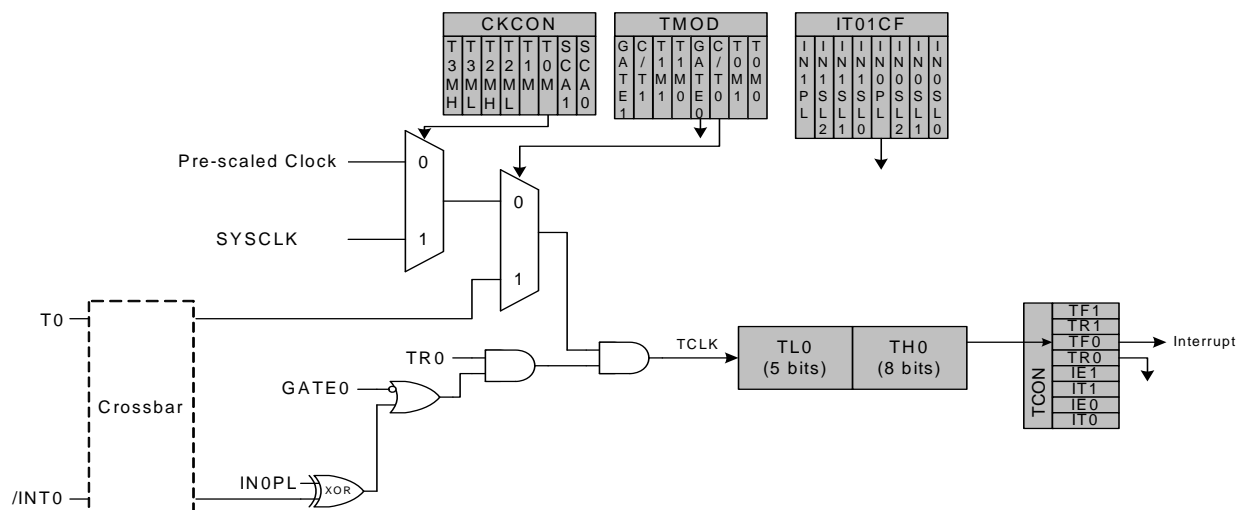 CKCON
T3MH T3ML T2MH T2ML T1M T0M SCA1 SCA0
TMOD
GATE1 C/T1 T1M1 T1M0 GATE0 C/T0 T0M1 T0M0
IT01CF
IN1PL IN1SL2 IN1SL1 IN1SL0 IN0PL IN0SL2 IN0SL1 IN0SL0
Pre-scaled Clock
0
SYSCLK
1
0
1
T0
Crossbar
/INT0
TR0
GATE0
IN0PL
XOR
TCLK
TL0
(5 bits)
TH0
(8 bits)
TCON
TF1
TR1
TF0
TR0
IE1
IT1
IE0
IT0
Interrupt